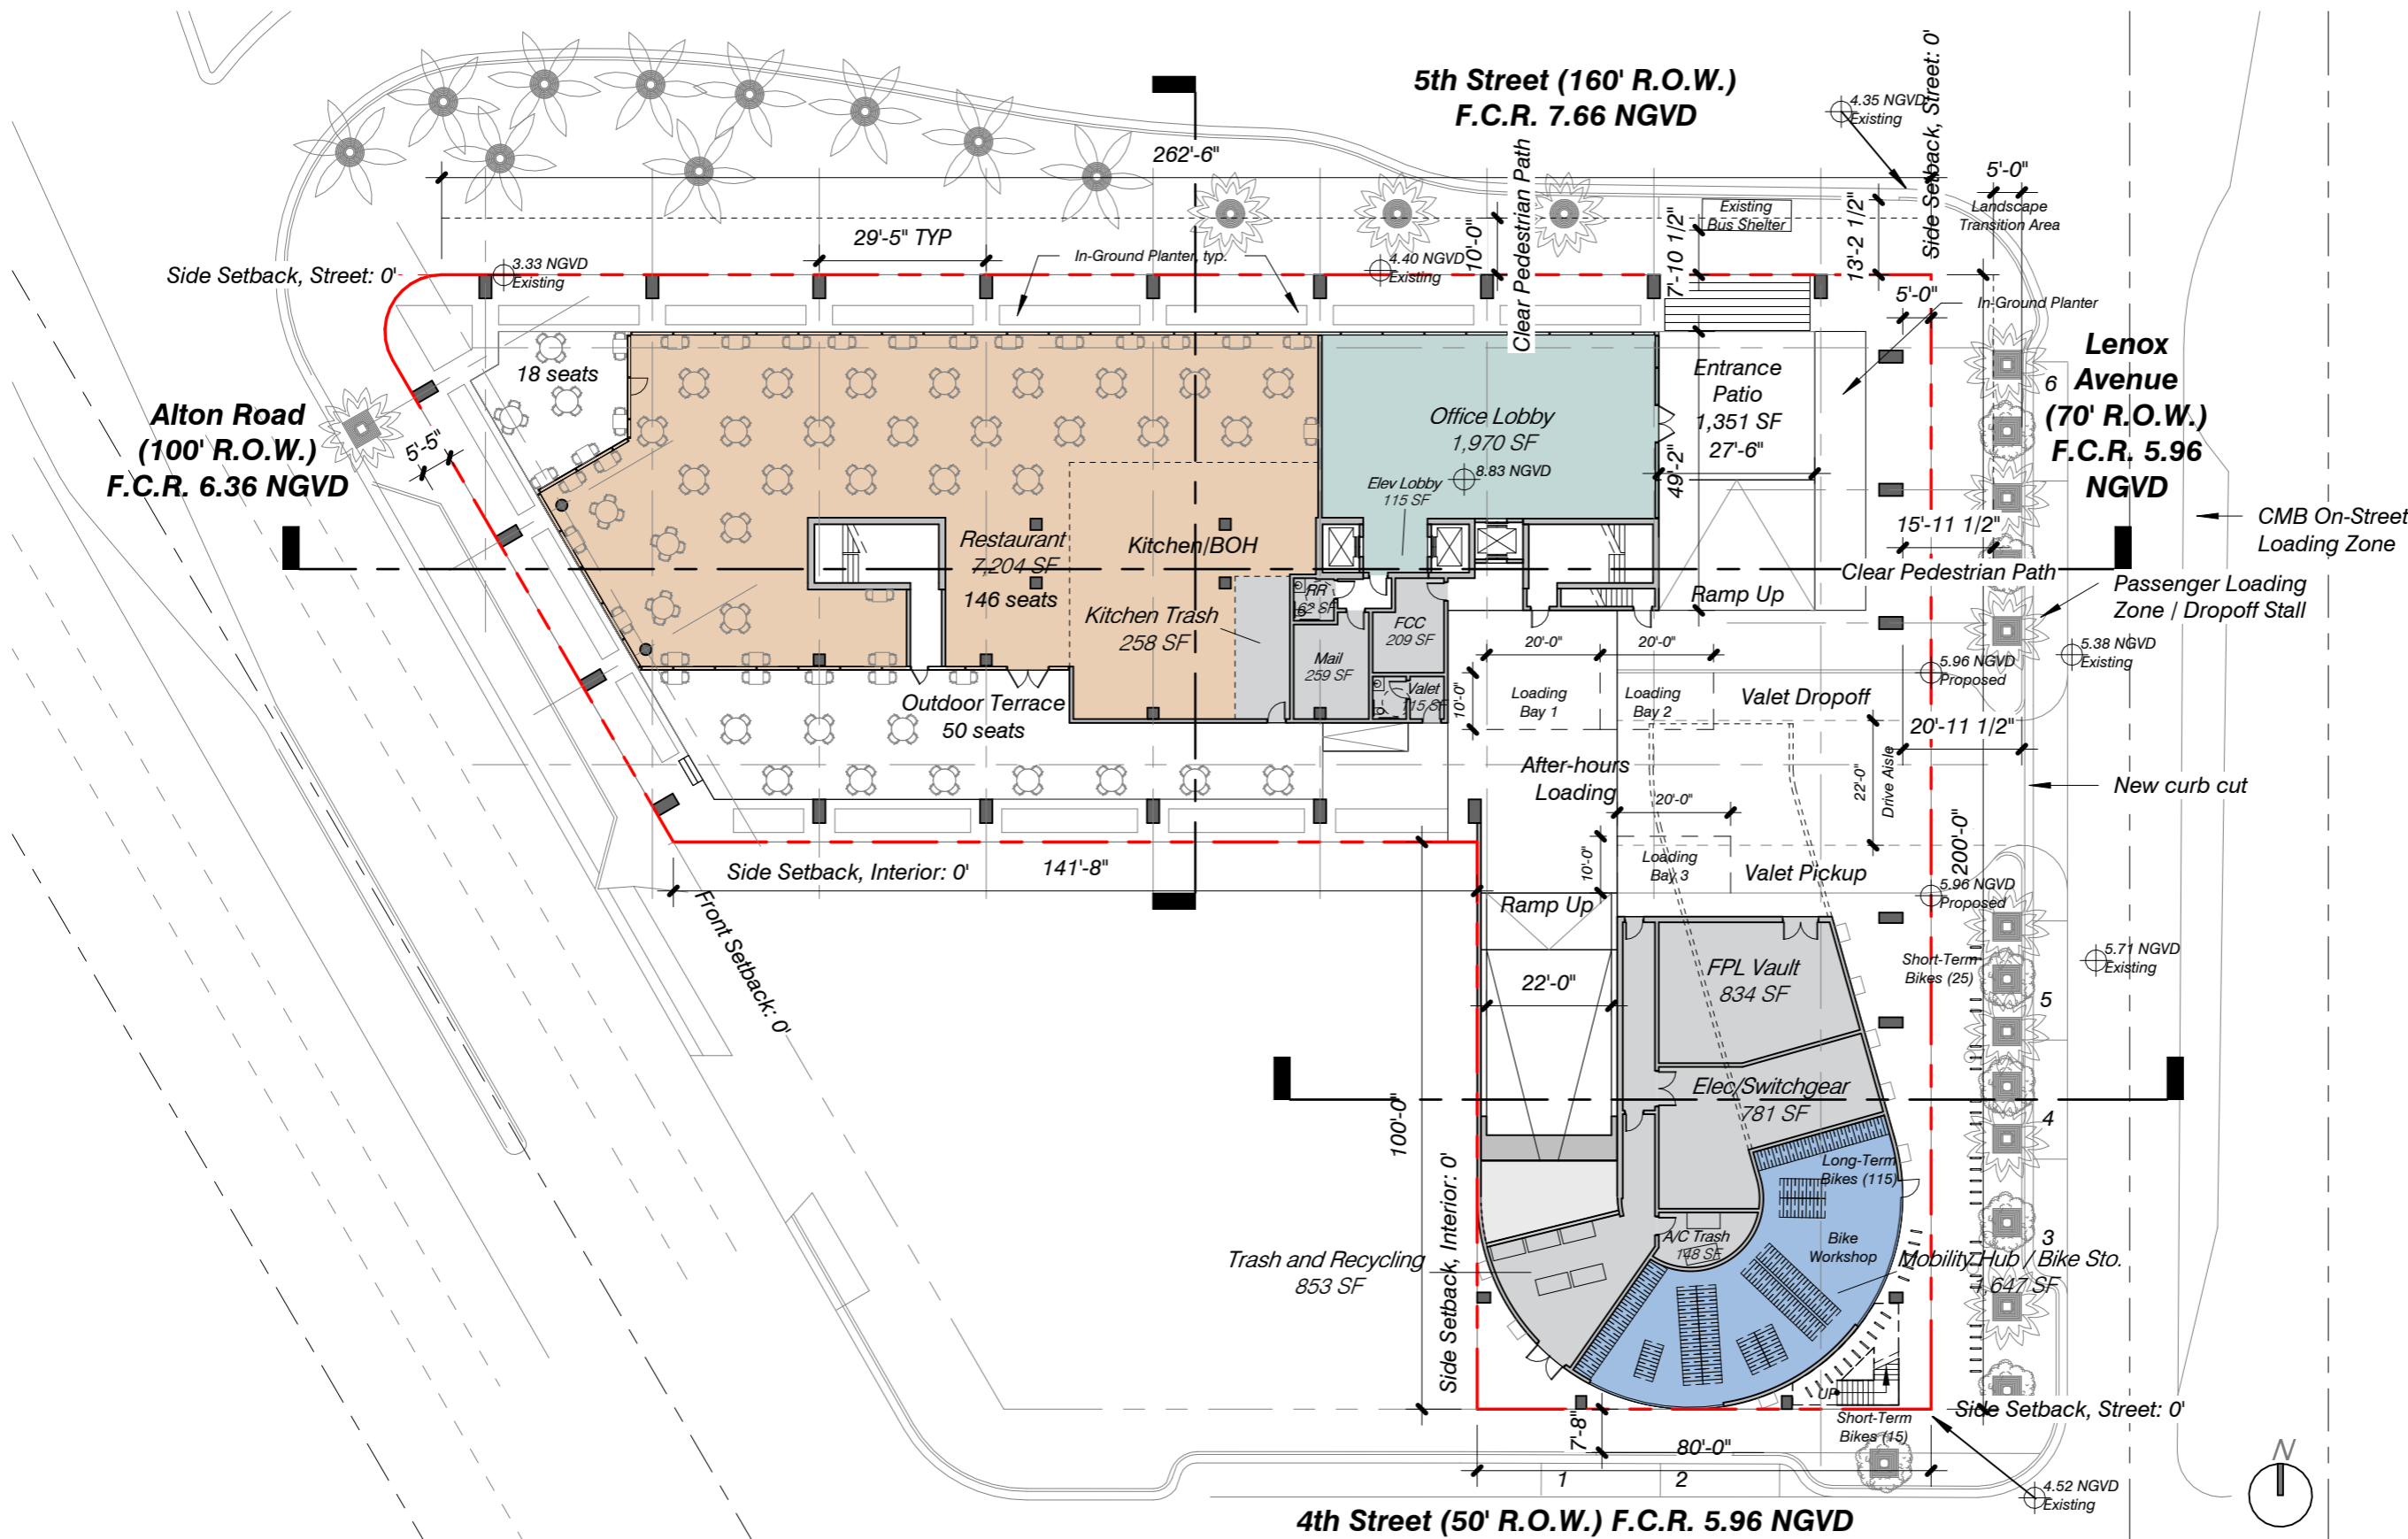 5th Street (160' R.O.W.)
F.C.R. 7.66 NGVD
4.35 NGVD
Existing
Side Setback, Street: 0'
262'-6"
Clear Pedestrian Path
5'-0"
Landscape
Transition Area
Existing
Bus Shelter
10'-0"
7'-10 1/2"
13'-2 1/2"
29'-5" TYP
In-Ground Planter, typ.
Side Setback, Street: 0'
3.33 NGVD
Existing
4.40 NGVD
Existing
5'-0"
In-Ground Planter
Lenox
Avenue
(70' R.O.W.)
F.C.R. 5.96
NGVD
6
18 seats
Entrance
Patio
1,351 SF
27'-6"
49'-2"
Alton Road
(100' R.O.W.)
F.C.R. 6.36 NGVD
5'-5"
Office Lobby
1,970 SF
8.83 NGVD
Elev Lobby
115 SF
CMB On-Street
Loading Zone
15'-11 1/2"
Clear Pedestrian Path
Passenger Loading
Zone / Dropoff Stall
Restaurant
7,204 SF
146 seats
Kitchen/BOH
Kitchen Trash
258 SF
RR
62 SF
FCC
209 SF
Mail
259 SF
Valet
115 SF
Ramp Up
20'-0"
20'-0"
5.38 NGVD
Existing
5.96 NGVD
Proposed
10'-0"
Loading
Bay 1
Loading
Bay 2
Valet Dropoff
Outdoor Terrace
50 seats
20'-11 1/2"
22'-0"
Drive Aisle
After-hours
Loading
20'-0"
New curb cut
200'-0"
10'-0"
Loading
Bay 3
Valet Pickup
Side Setback, Interior: 0'
141'-8"
5.96 NGVD
Proposed
Front Setback: 0'
Ramp Up
22'-0"
FPL Vault
834 SF
Short-Term
Bikes (25)
5.71 NGVD
Existing
5
Elec/Switchgear
781 SF
4
100'-0"
Side Setback, Interior: 0'
Long-Term
Bikes (115)
A/C Trash
148 SF
Bike
Workshop
3
Mobility Hub / Bike Sto.
1,647 SF
Trash and Recycling
853 SF
UP
Side Setback, Street: 0'
Short-Term
Bikes (15)
7'-8"
80'-0"
1
2
4.52 NGVD
Existing
N
4th Street (50' R.O.W.) F.C.R. 5.96 NGVD